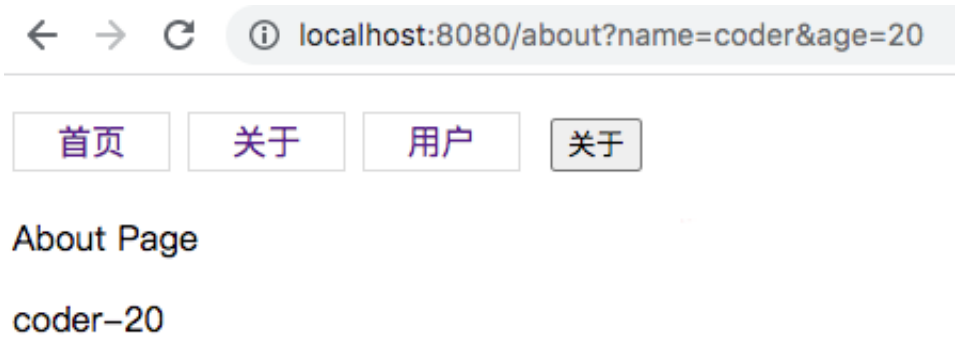 localhost:8080/about?name=coder&age=20
首页 关于 用户 关于
About Page
coder-20